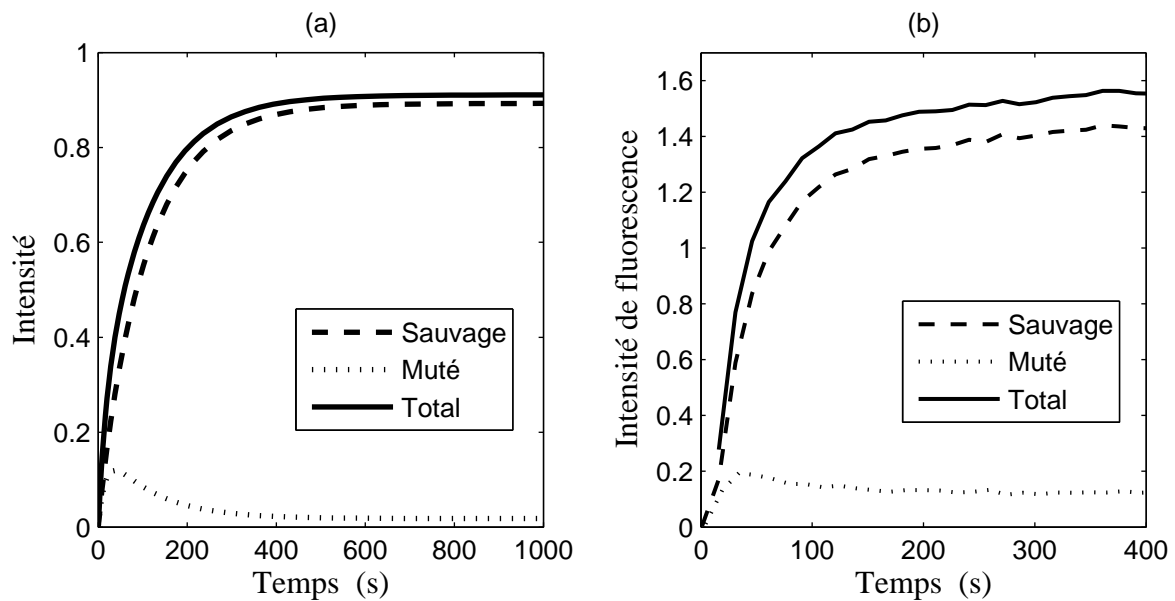 (a)
Intensité
1
0.8
0.6
0.4
0.2
0
0 200 400 600 800 1000
Temps (s)
Sauvage
Muté
Total
(b)
Intensité de fluorescence
1.6
1.4
1.2
1
0.8
0.6
0.4
0.2
0
0 100 200 300 400
Temps (s)
Sauvage
Muté
Total